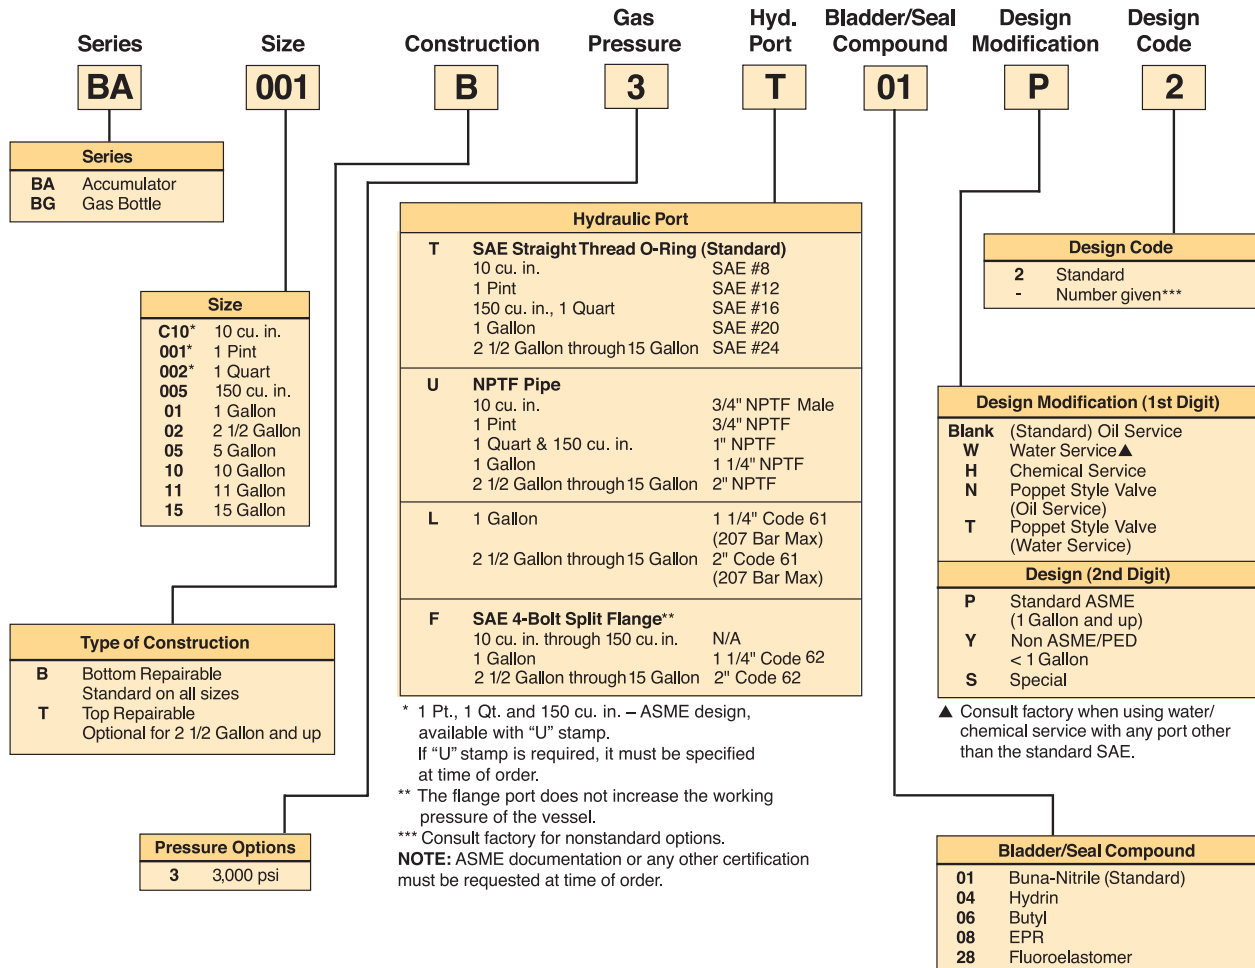 Series
Size
Construction
Gas
Pressure
Hyd.
Port
Bladder/Seal
Compound
Design
Modification
Design
Code
BA
001
B
3
T
01
P
2
Series
BA Accumulator
BG Gas Bottle
Size
C10* 10 cu. in.
001* 1 Pint
002* 1 Quart
005 150 cu. in.
01 1 Gallon
02 2 1/2 Gallon
05 5 Gallon
10 10 Gallon
11 11 Gallon
15 15 Gallon
Type of Construction
B Bottom Repairable
Standard on all sizes
T Top Repairable
Optional for 2 1/2 Gallon and up
Pressure Options
3 3,000 psi
Hydraulic Port
T SAE Straight Thread O-Ring (Standard)
10 cu. in. SAE #8
1 Pint SAE #12
150 cu. in., 1 Quart SAE #16
1 Gallon SAE #20
2 1/2 Gallon through 15 Gallon SAE #24
U NPTF Pipe
10 cu. in. 3/4" NPTF Male
1 Pint 3/4" NPTF
1 Quart & 150 cu. in. 1" NPTF
1 Gallon 1 1/4" NPTF
2 1/2 Gallon through 15 Gallon 2" NPTF
L 1 Gallon 1 1/4" Code 61
(207 Bar Max)
2 1/2 Gallon through 15 Gallon 2" Code 61
(207 Bar Max)
F SAE 4-Bolt Split Flange**
10 cu. in. through 150 cu. in. N/A
1 Gallon 1 1/4" Code 62
2 1/2 Gallon through 15 Gallon 2" Code 62
* 1 Pt., 1 Qt. and 150 cu. in. – ASME design,
available with “U” stamp.
If “U” stamp is required, it must be specified
at time of order.
** The flange port does not increase the working
pressure of the vessel.
*** Consult factory for nonstandard options.
NOTE: ASME documentation or any other certification
must be requested at time of order.
Design Code
2 Standard
- Number given***
Design Modification (1st Digit)
Blank (Standard) Oil Service
W Water Service▲
H Chemical Service
N Poppet Style Valve
(Oil Service)
T Poppet Style Valve
(Water Service)
Design (2nd Digit)
P Standard ASME
(1 Gallon and up)
Y Non ASME/PED
< 1 Gallon
S Special
▲ Consult factory when using water/
chemical service with any port other
than the standard SAE.
Bladder/Seal Compound
01 Buna-Nitrile (Standard)
04 Hydrin
06 Butyl
08 EPR
28 Fluoroelastomer